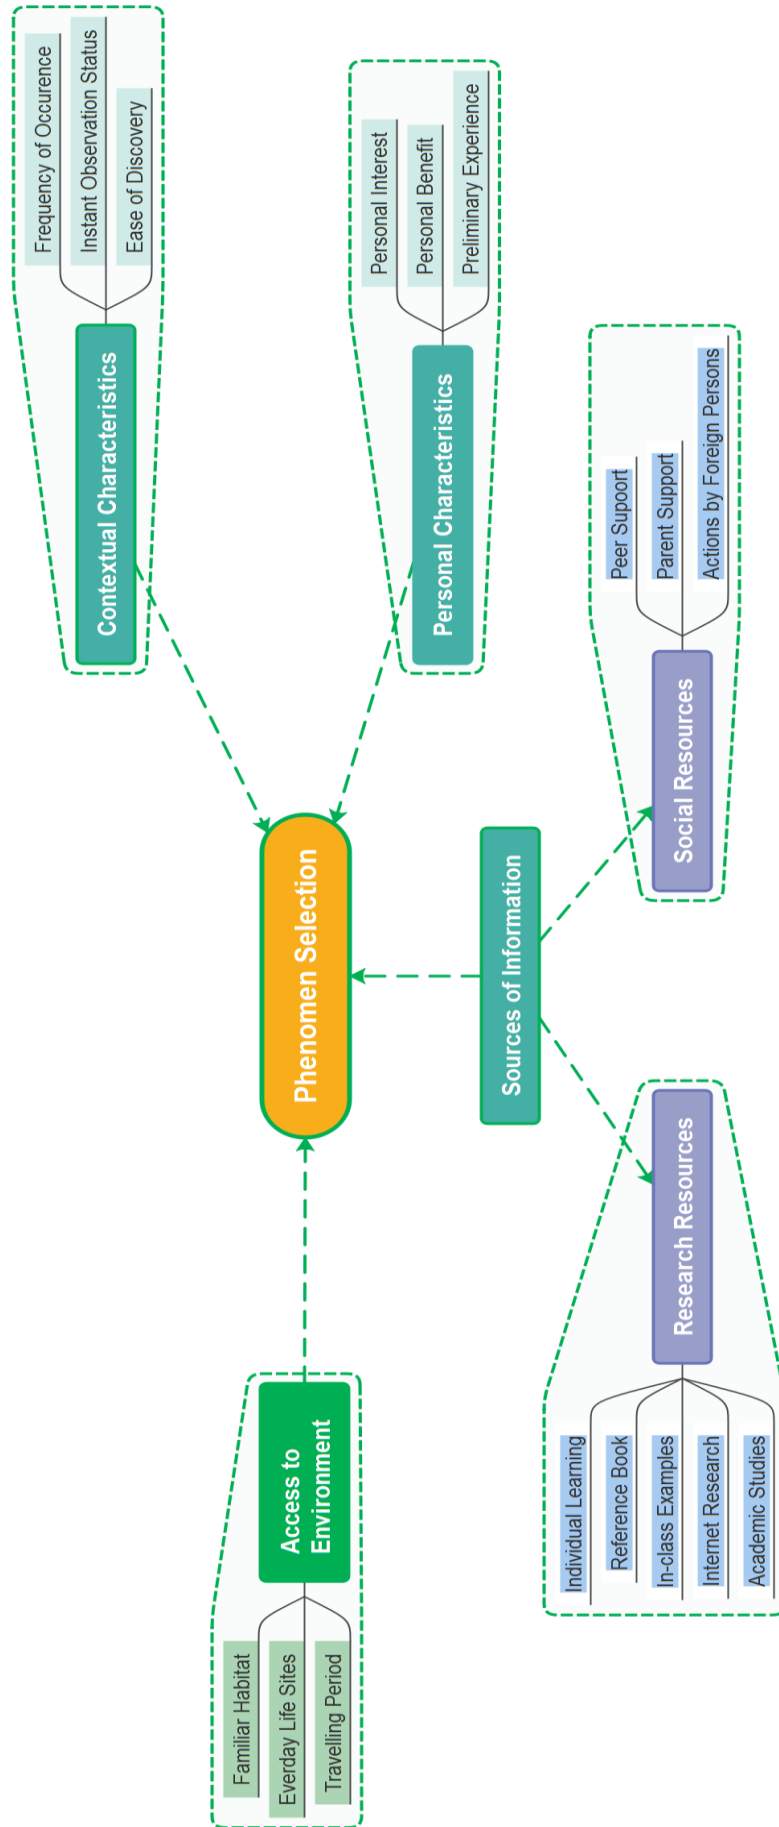 Contextual Characteristics
Frequency of Occurence
Instant Observation Status
Ease of Discovery
Personal Characteristics
Personal Interest
Personal Benefit
Preliminary Experience
Phenomen Selection
Access to
Environment
Familiar Habitat
Everday Life Sites
Travelling Period
Sources of Information
Research Resources
Individual Learning
Reference Book
In-class Examples
Internet Research
Academic Studies
Social Resources
Peer Supoort
Parent Support
Actions by Foreign Persons